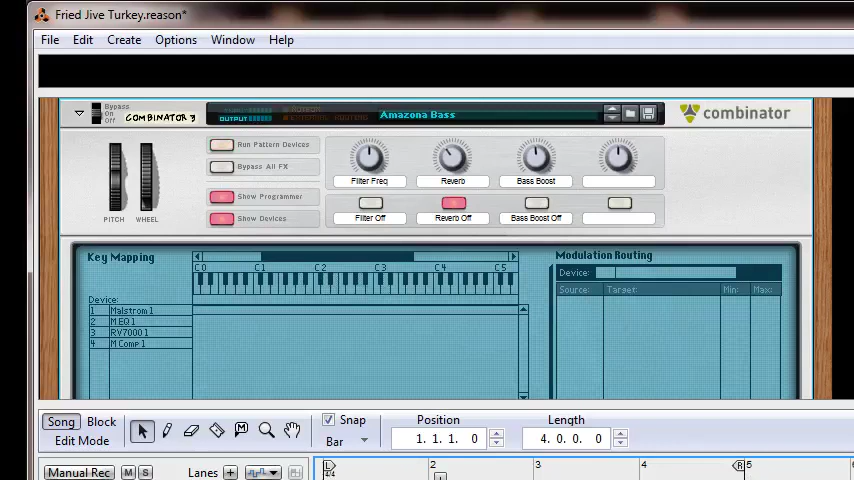 Fried Jive Turkey.reason*
File Edit Create Options Window Help
Bypass
On
Off
COMBINATOR 3
OUTPUT
Amazona Bass
combinator
Run Pattern Devices
Bypass All FX
Show Programmer
Show Devices
PITCH WHEEL
Filter Freq Reverb Bass Boost
Filter Off Reverb Off Bass Boost Off
Key Mapping
C0 C1 C2 C3 C4 C5
Device:
1 Malstrom 1
2 M EQ 1
3 RV7000 1
4 M Comp 1
Modulation Routing
Device:
Source: Target: Min: Max:
Song Block
Edit Mode
Snap
Bar
Position
1. 1. 1. 0
Length
4. 0. 0. 0
Manual Rec M S Lanes
L 2 3 4 R 5
4/4